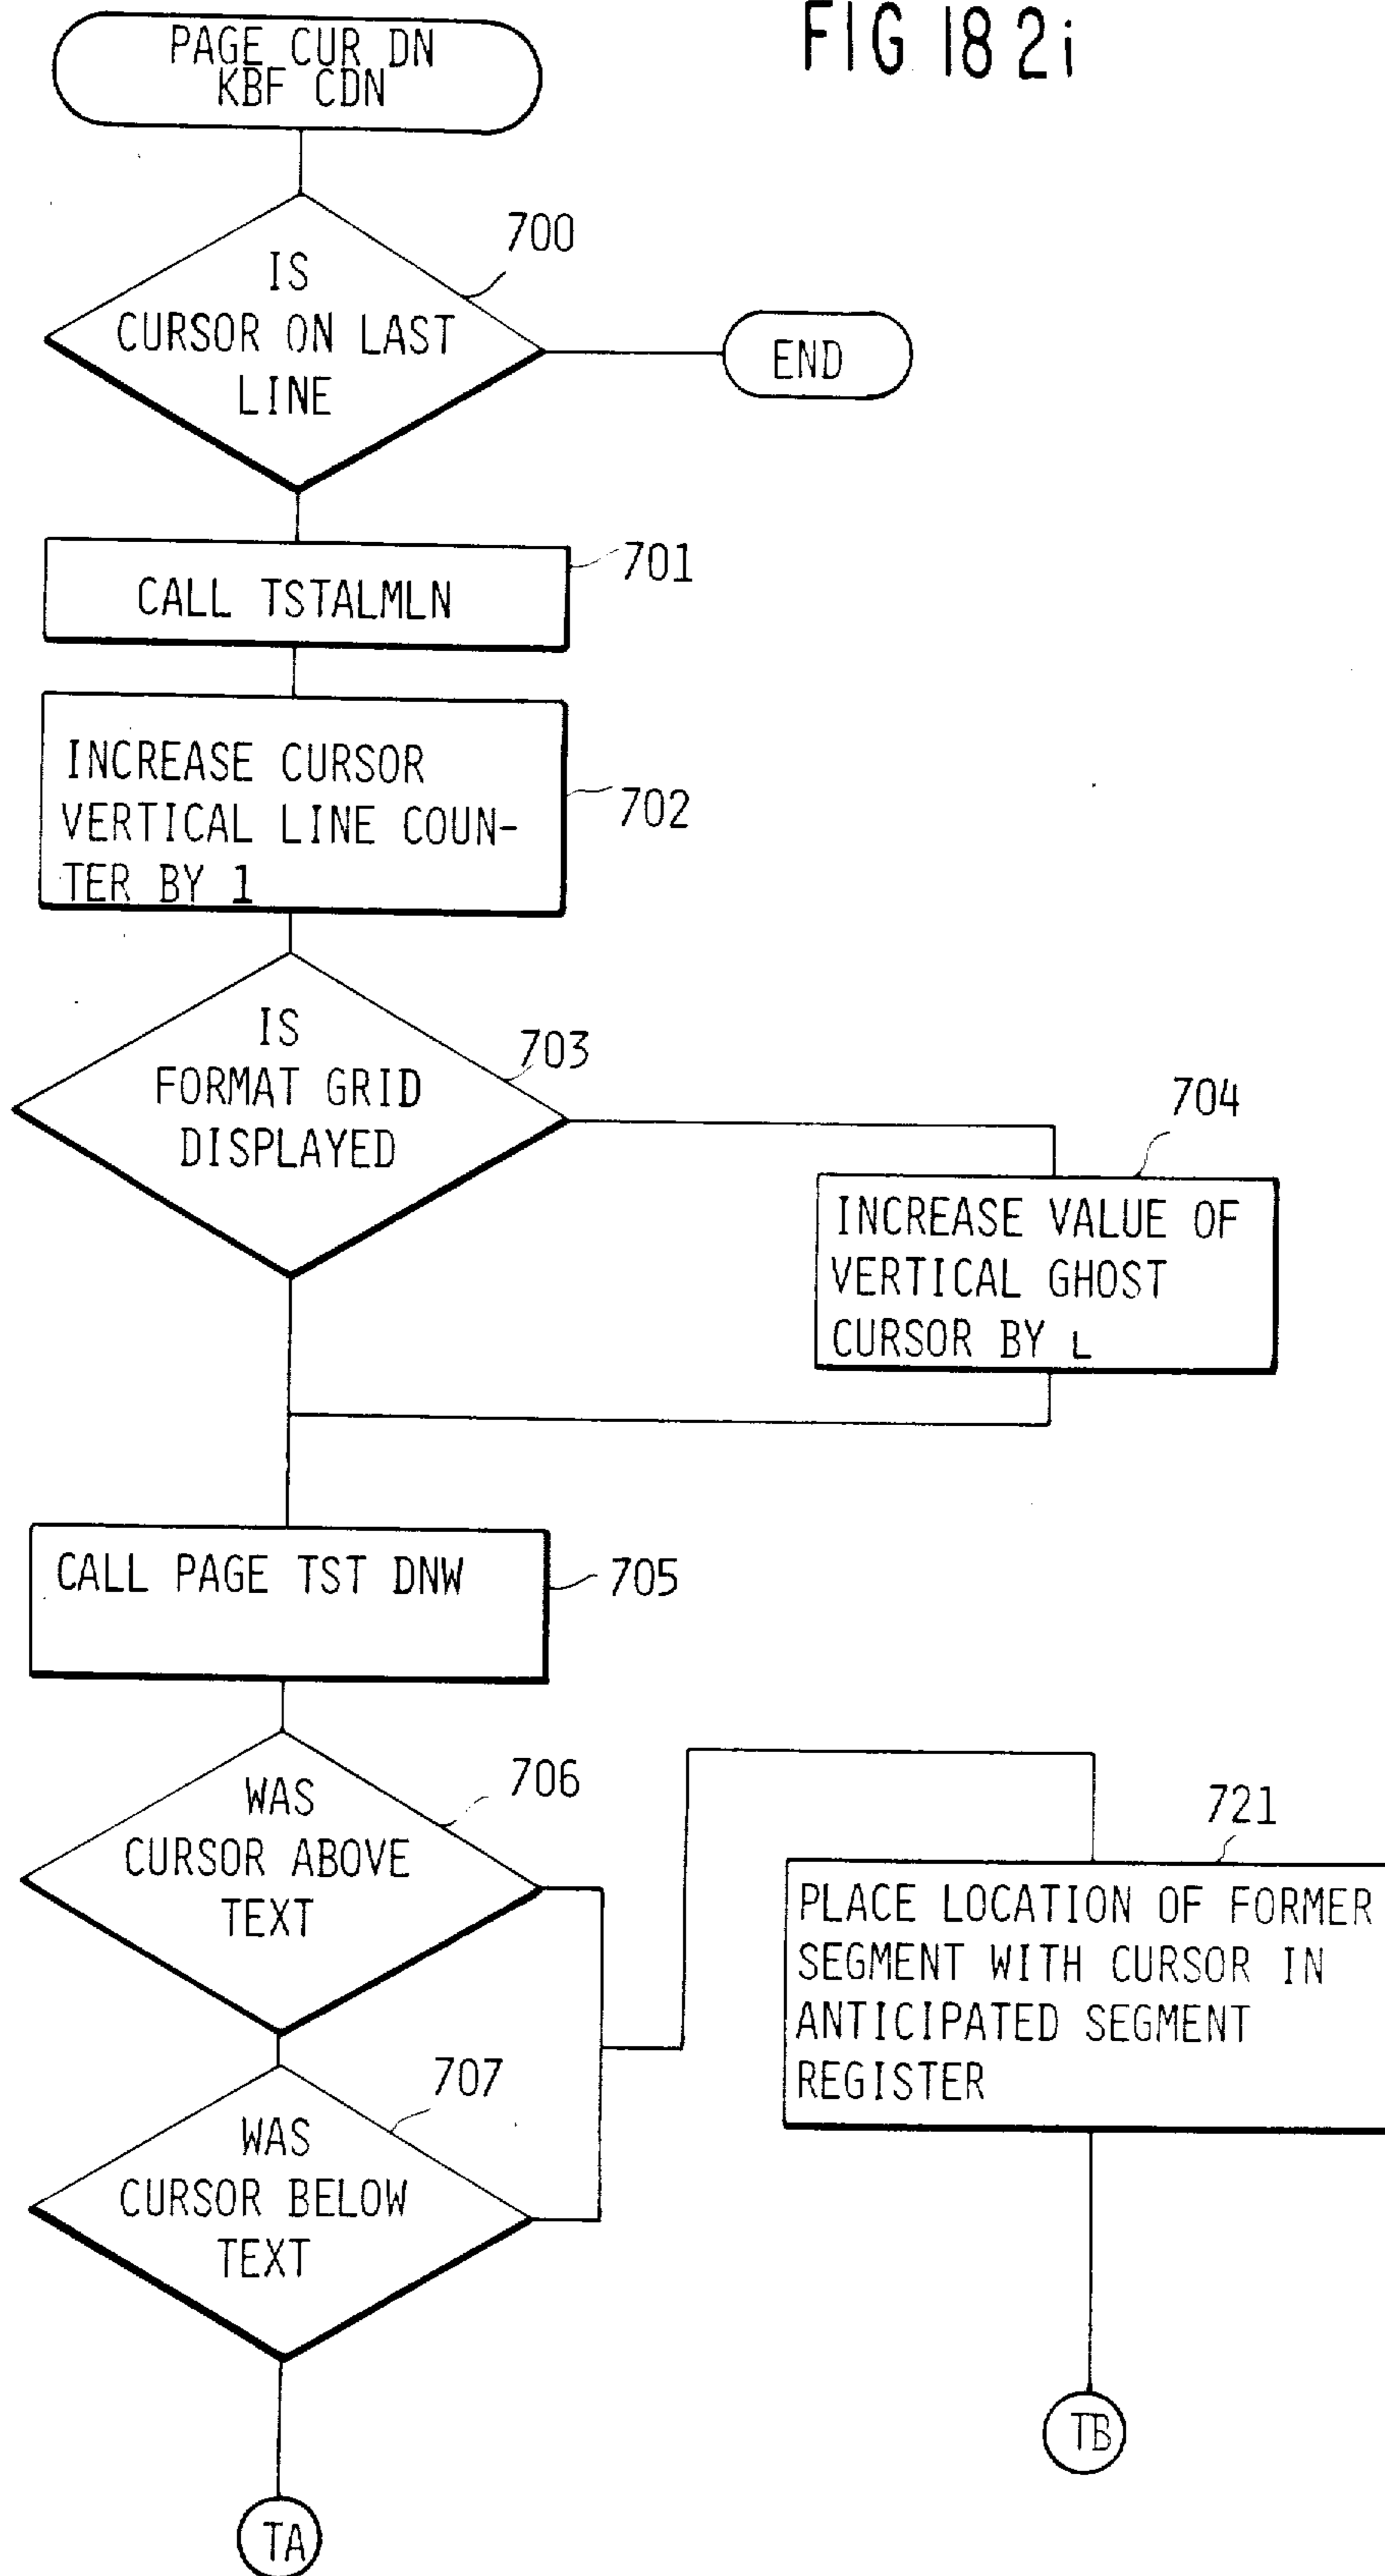 FIG 18 2i
PAGE CUR DN
KBF CDN
700
IS
CURSOR ON LAST
LINE
END
701
CALL TSTALMLN
INCREASE CURSOR
VERTICAL LINE COUN-
TER BY 1
702
703
IS
FORMAT GRID
DISPLAYED
704
INCREASE VALUE OF
VERTICAL GHOST
CURSOR BY L
CALL PAGE TST DNW
705
706
WAS
CURSOR ABOVE
TEXT
721
PLACE LOCATION OF FORMER
SEGMENT WITH CURSOR IN
ANTICIPATED SEGMENT
REGISTER
707
WAS
CURSOR BELOW
TEXT
TB
TA